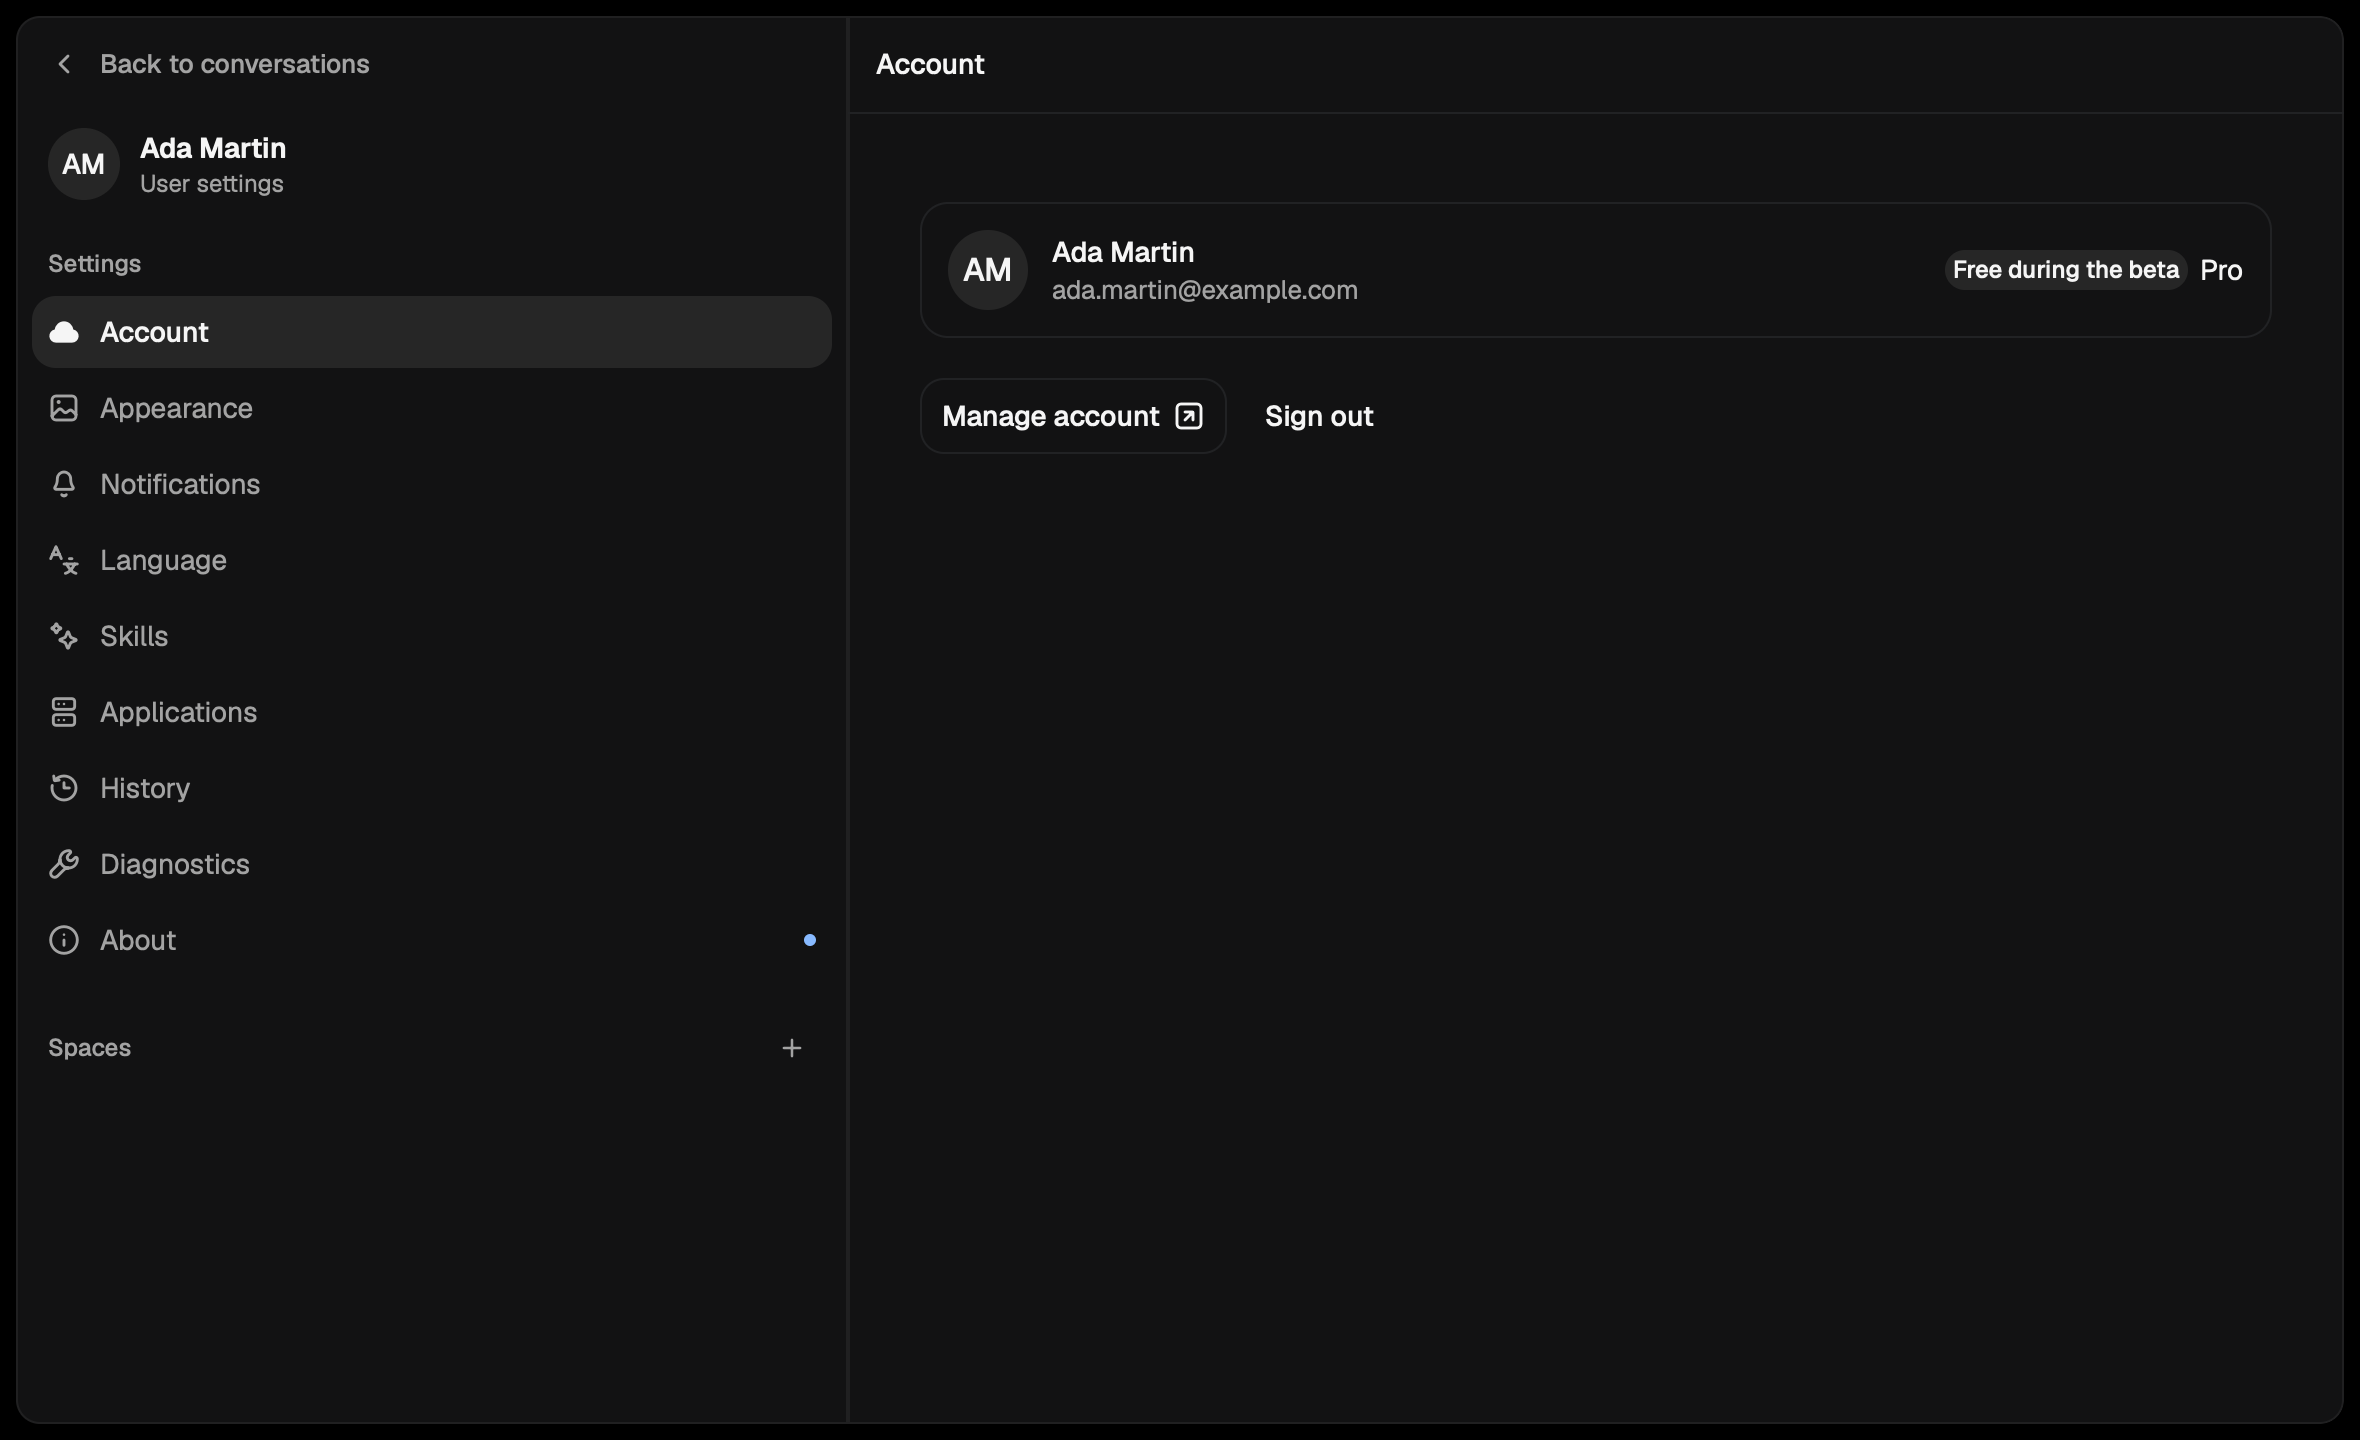 Back to conversations
AM
Ada Martin
User settings
Settings
Account
Appearance
Notifications
Language
Skills
Applications
History
Diagnostics
About
Spaces
Account
AM
Ada Martin
ada.martin@example.com
Free during the beta Pro
Manage account
Sign out